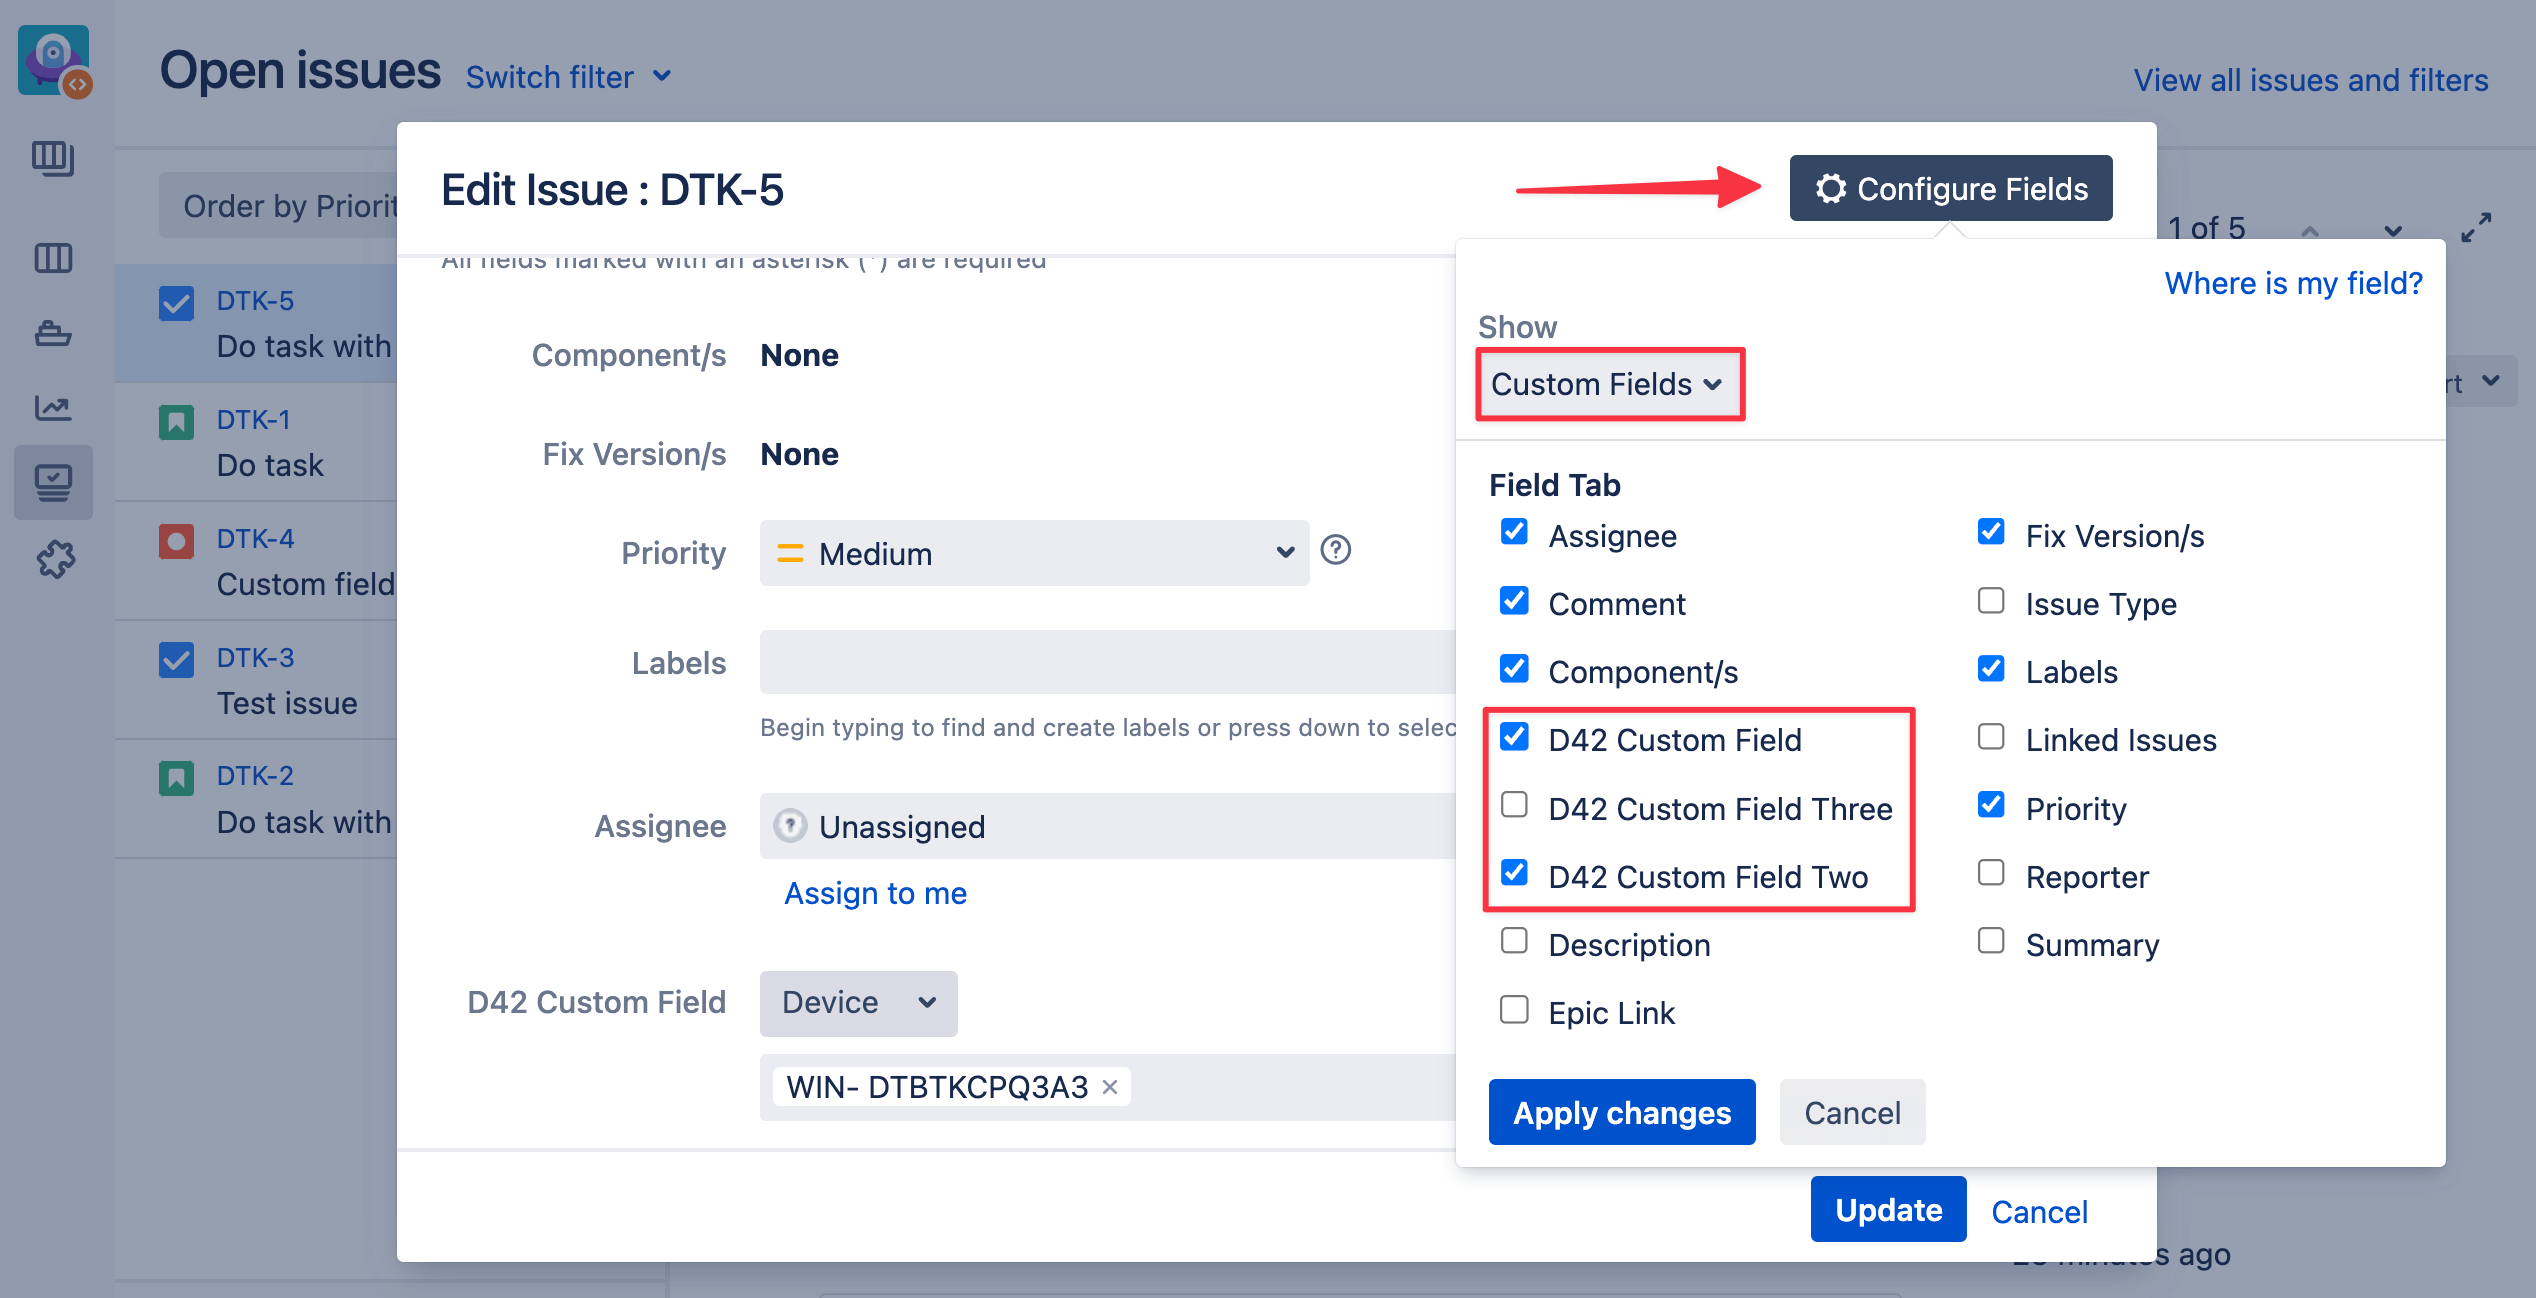 Open issues
Switch filter
View all issues and filters
Order by Priorit
1 of 5
DTK-5
Do task with
DTK-1
Do task
DTK-4
Custom field
DTK-3
Test issue
DTK-2
Do task with
Edit Issue : DTK-5
Configure Fields
All fields marked with an asterisk (*) are required
Component/s None
Fix Version/s None
Priority Medium
Labels
Begin typing to find and create labels or press down to selec
Assignee Unassigned
Assign to me
D42 Custom Field Device
WIN- DTBTKCPQ3A3 ×
Where is my field?
Show
Custom Fields
rt
Field Tab
Assignee
Comment
Component/s
D42 Custom Field
D42 Custom Field Three
D42 Custom Field Two
Description
Epic Link
Fix Version/s
Issue Type
Labels
Linked Issues
Priority
Reporter
Summary
Apply changes Cancel
Update Cancel
ago